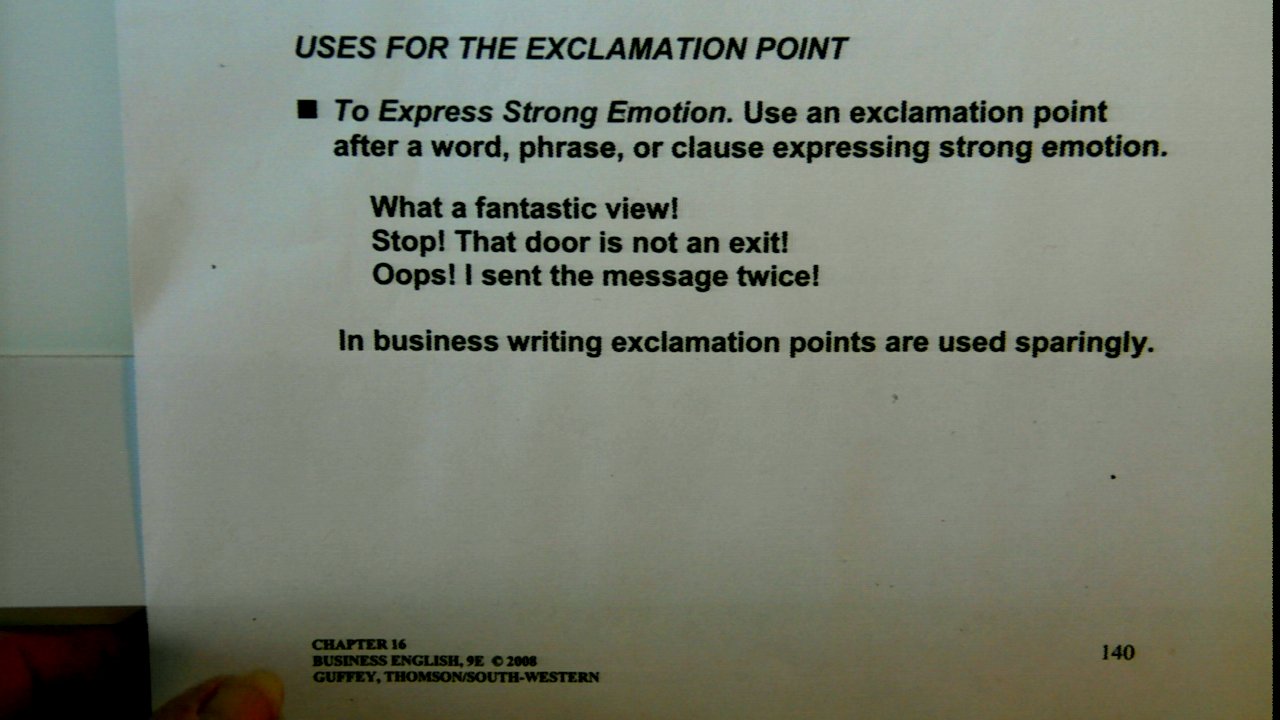 USES FOR THE EXCLAMATION POINT
■ To Express Strong Emotion. Use an exclamation point
after a word, phrase, or clause expressing strong emotion.
What a fantastic view!
Stop! That door is not an exit!
Oops! I sent the message twice!
In business writing exclamation points are used sparingly.
CHAPTER 16
BUSINESS ENGLISH, 9E © 2008
GUFFEY, THOMSON/SOUTH-WESTERN
140